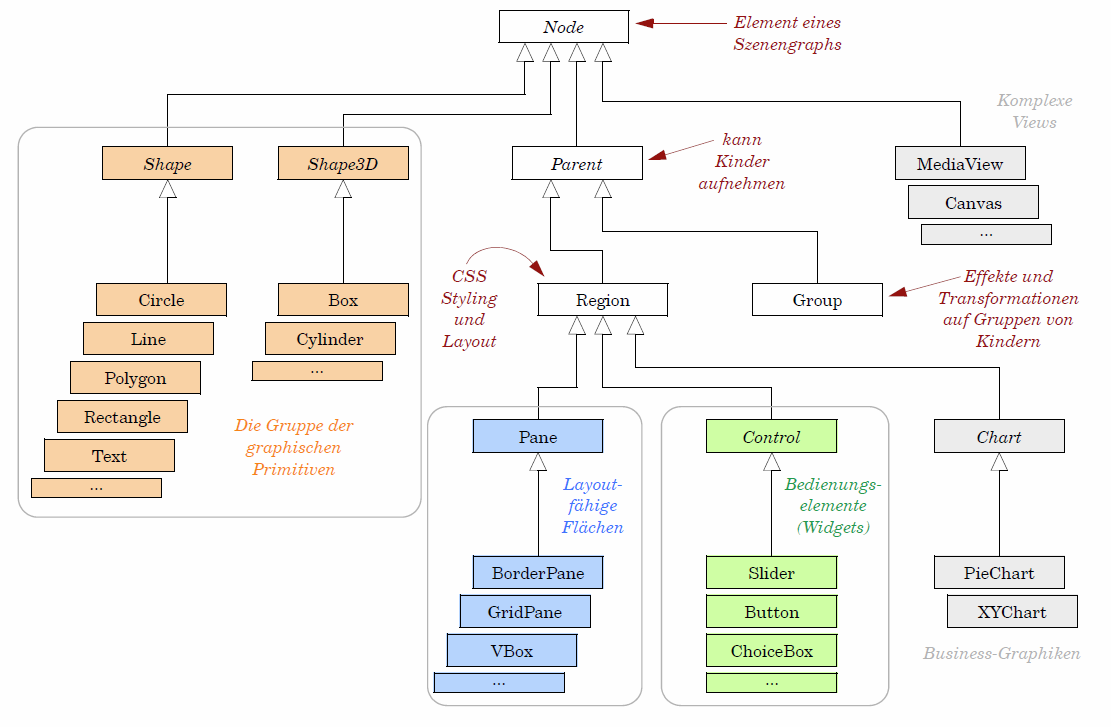 Node
Element eines
Szenengraphs
Komplexe
Views
Shape
Shape3D
Parent
kann
Kinder
aufnehmen
MediaView
Canvas
...
CSS
Styling
und
Layout
Circle
Line
Polygon
Rectangle
Text
...
Box
Cylinder
...
Die Gruppe der
graphischen
Primitiven
Region
Group
Effekte und
Transformationen
auf Gruppen von
Kindern
Pane
Layout-
fähige
Flächen
BorderPane
GridPane
VBox
...
Control
Bedienungs-
elemente
(Widgets)
Slider
Button
ChoiceBox
...
Chart
PieChart
XYChart
Business-Graphiken